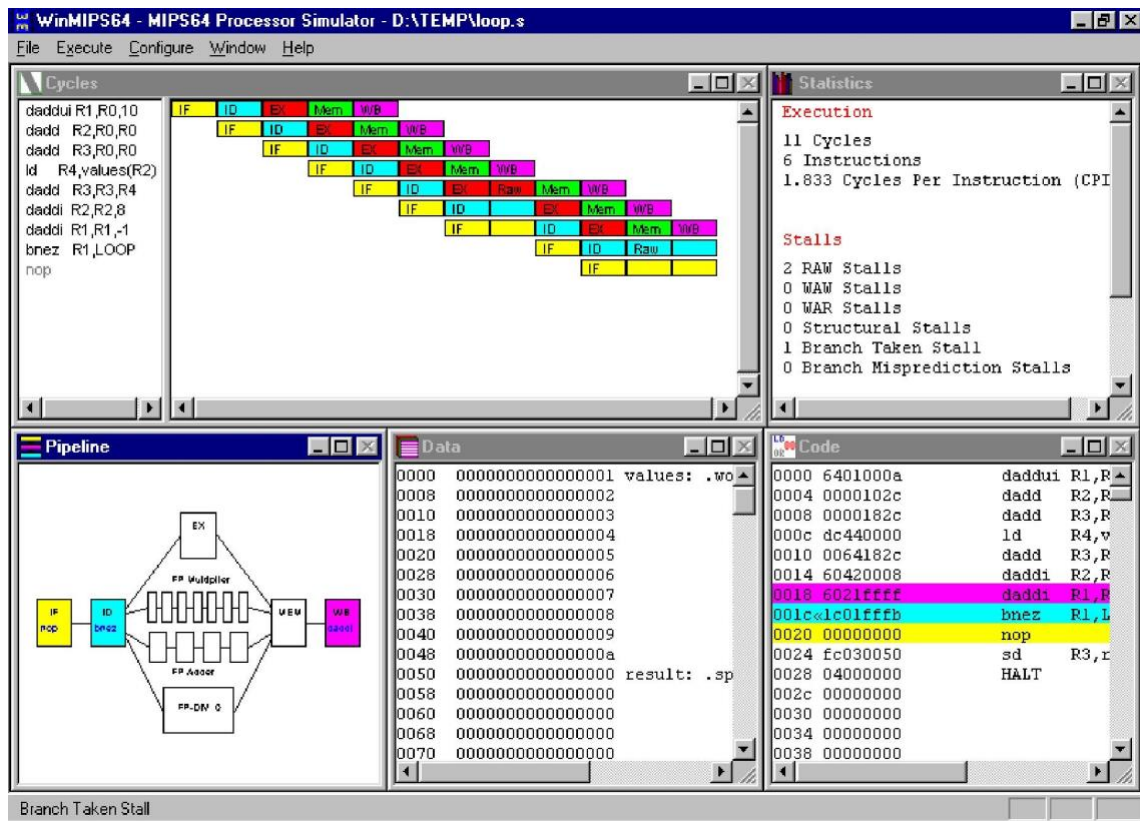 WinMIPS64 - MIPS64 Processor Simulator - D:\TEMP\loop.s
File Execute Configure Window Help
Cycles
daddui R1,R0,10 IF ID EX Mem WB
dadd R2,R0,R0 IF ID EX Mem WB
dadd R3,R0,R0 IF ID EX Mem WB
ld R4,values(R2) IF ID EX Mem WB
dadd R3,R3,R4 IF ID EX Raw Mem WB
daddi R2,R2,8 IF ID EX Mem WB
daddi R1,R1,-1 IF ID EX Mem WB
bnez R1,LOOP IF ID Raw
nop IF
Statistics
Execution
11 Cycles
6 Instructions
1.833 Cycles Per Instruction (CPI
Stalls
2 RAW Stalls
0 WAW Stalls
0 WAR Stalls
0 Structural Stalls
1 Branch Taken Stall
0 Branch Misprediction Stalls
Pipeline
EX
FP Multiplier
IF
nop
ID
bnez
MEM
WB
daddi
FP Adder
FP-DIV 0
Data
0000 0000000000000001 values: .wo
0008 0000000000000002
0010 0000000000000003
0018 0000000000000004
0020 0000000000000005
0028 0000000000000006
0030 0000000000000007
0038 0000000000000008
0040 0000000000000009
0048 000000000000000a
0050 0000000000000000 result: .sp
0058 0000000000000000
0060 0000000000000000
0068 0000000000000000
0070 0000000000000000
Code
0000 6401000a daddui R1,R
0004 0000102c dadd R2,R
0008 0000182c dadd R3,R
000c dc440000 ld R4,v
0010 0064182c dadd R3,R
0014 60420008 daddi R2,R
0018 6021ffff daddi R1,R
001c«1c01fffb bnez R1,L
0020 00000000 nop
0024 fc030050 sd R3,r
0028 04000000 HALT
002c 00000000
0030 00000000
0034 00000000
0038 00000000
Branch Taken Stall